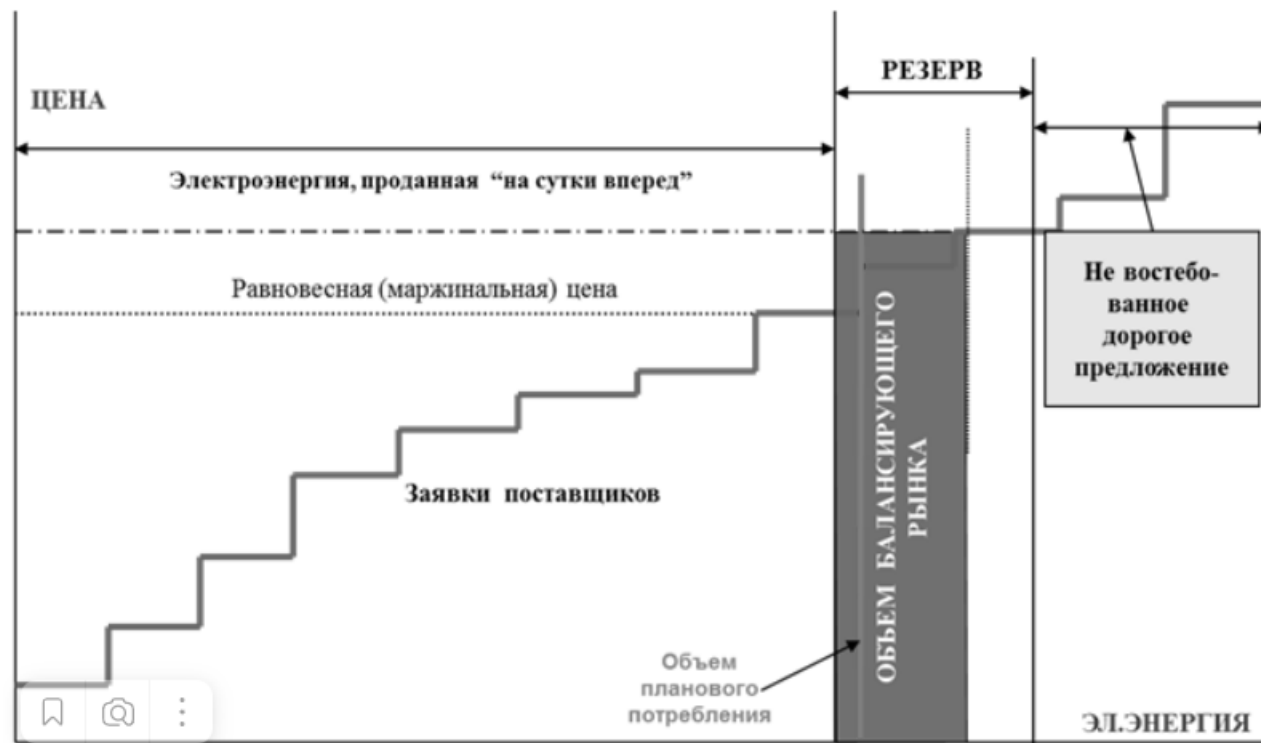 РЕЗЕРВ
ЦЕНА
Электроэнергия, проданная “на сутки вперед”
Равновесная (маржинальная) цена
Не востебо-
ванное
дорогое
предложение
Заявки поставщиков
ОБЪЕМ БАЛАНСИРУЮЩЕГО
РЫНКА
Объем
планового
потребления
ЭЛ.ЭНЕРГИЯ